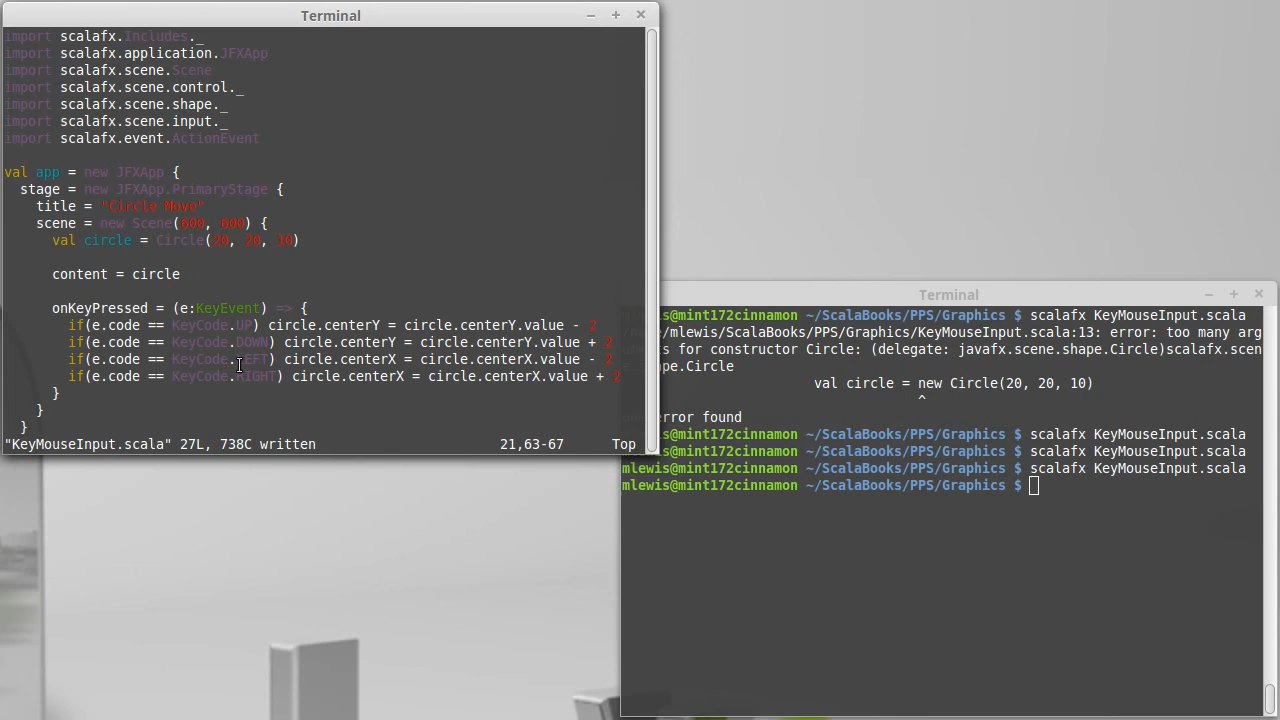 Terminal
import scalafx.Includes._
import scalafx.application.JFXApp
import scalafx.scene.Scene
import scalafx.scene.control._
import scalafx.scene.shape._
import scalafx.scene.input._
import scalafx.event.ActionEvent
val app = new JFXApp {
stage = new JFXApp.PrimaryStage {
title = "Circle Move"
scene = new Scene(600, 600) {
val circle = Circle(20, 20, 10)
content = circle
onKeyPressed = (e:KeyEvent) => {
if(e.code == KeyCode.UP) circle.centerY = circle.centerY.value - 2
if(e.code == KeyCode.DOWN) circle.centerY = circle.centerY.value + 2
if(e.code == KeyCode.LEFT) circle.centerX = circle.centerX.value - 2
if(e.code == KeyCode.RIGHT) circle.centerX = circle.centerX.value + 2
}
}
}
"KeyMouseInput.scala" 27L, 738C written 21,63-67 Top
Terminal
mlewis@mint172cinnamon ~/ScalaBooks/PPS/Graphics $ scalafx KeyMouseInput.scala
/mlewis/ScalaBooks/PPS/Graphics/KeyMouseInput.scala:13: error: too many arg
s for constructor Circle: (delegate: javafx.scene.shape.Circle)scalafx.scen
pe.Circle
val circle = new Circle(20, 20, 10)
^
error found
mlewis@mint172cinnamon ~/ScalaBooks/PPS/Graphics $ scalafx KeyMouseInput.scala
mlewis@mint172cinnamon ~/ScalaBooks/PPS/Graphics $ scalafx KeyMouseInput.scala
mlewis@mint172cinnamon ~/ScalaBooks/PPS/Graphics $ scalafx KeyMouseInput.scala
mlewis@mint172cinnamon ~/ScalaBooks/PPS/Graphics $